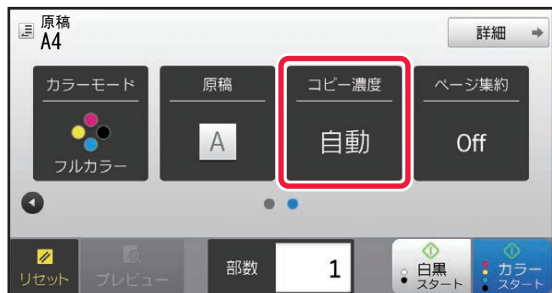 原稿
A4
詳細
カラーモード
原稿
コピー濃度
ページ集約
A
自動
Off
フルカラー
リセット
プレビュー
部数
1
白黒
スタート
カラー
スタート